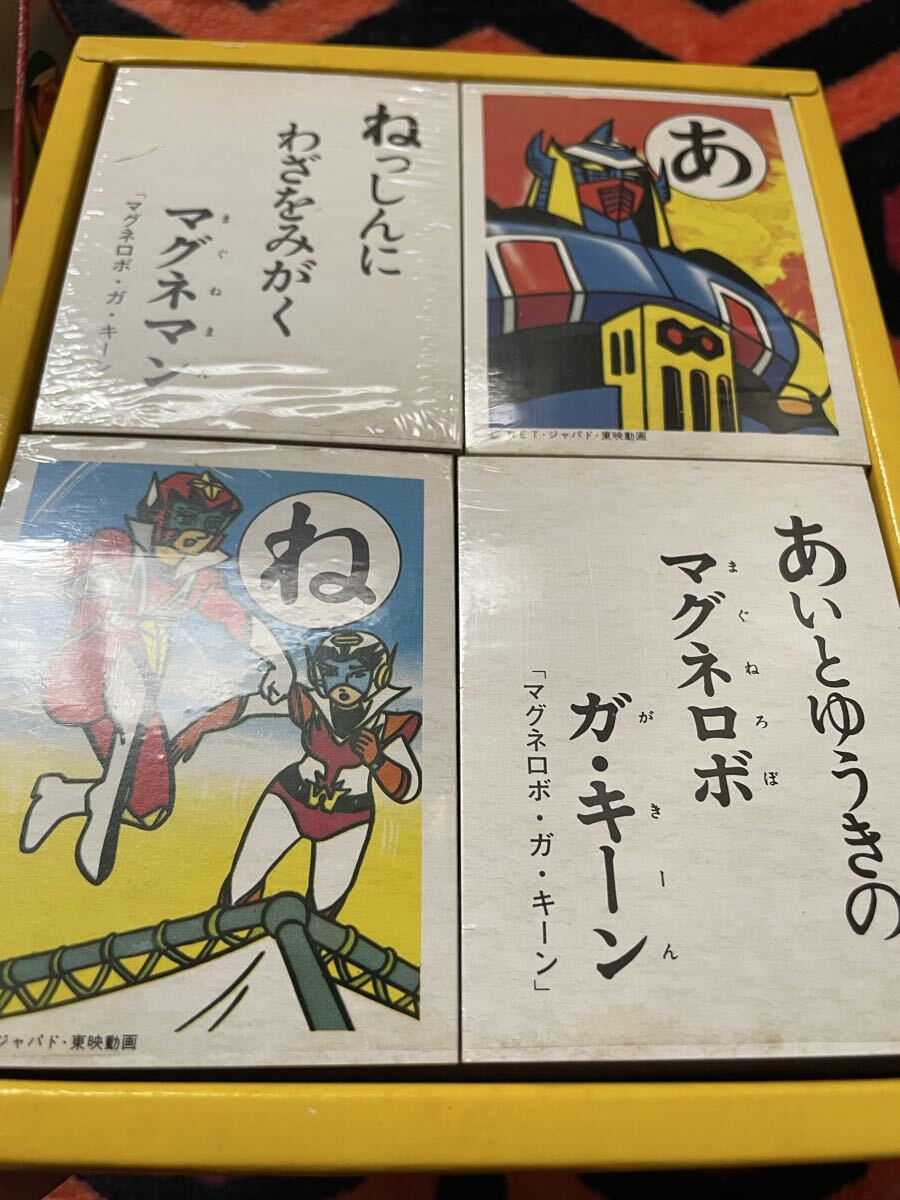 ねっしんに
わざをみがく
マグネマン
まぐねまん
「マグネロボ・ガ・キーン
あ
© NET・ジャパド・東映動画
ね
ジャパド・東映動画
あいとゆうきの
マグネロボ
まぐねろぼ
ガ・キーン
がきーん
「マグネロボ・ガ・キーン」